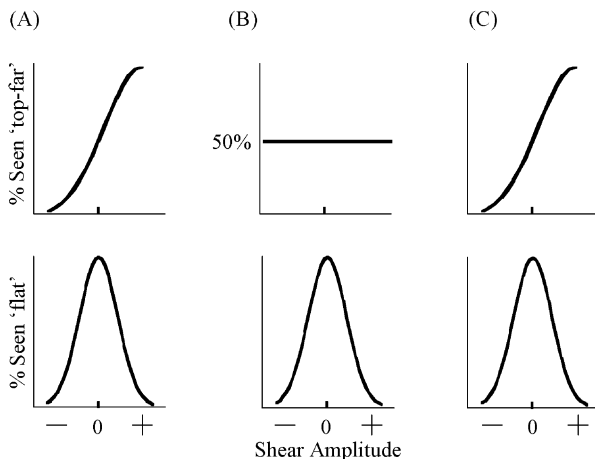 (A)
(B)
(C)
% Seen ‘top-far’
50%
% Seen ‘flat’
— 0 +
— 0 +
— 0 +
Shear Amplitude